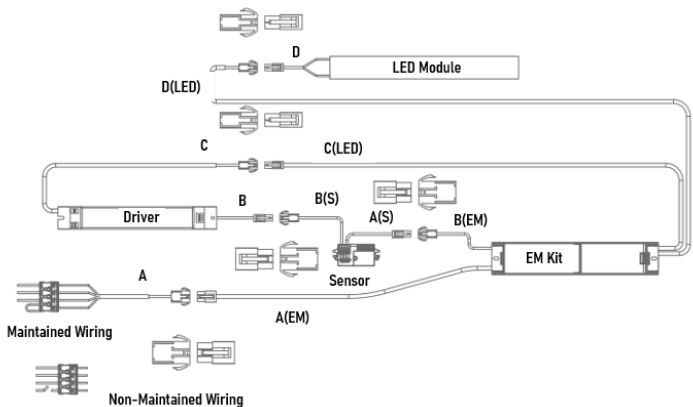 D
LED Module
D(LED)
C
C(LED)
B
B(S)
A(S)
B(EM)
Driver
EM Kit
Sensor
A
A(EM)
Maintained Wiring
Non-Maintained Wiring